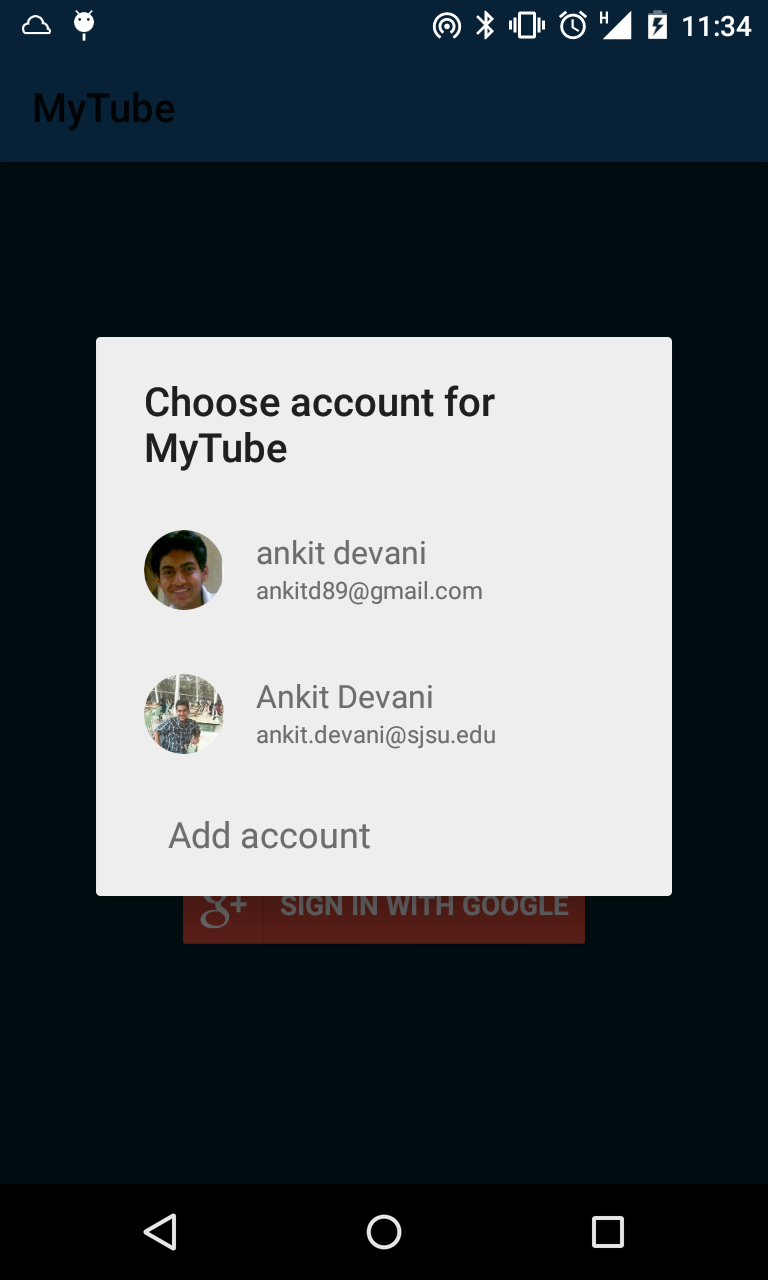 H 11:34
MyTube
Choose account for
MyTube
ankit devani
ankitd89@gmail.com
Ankit Devani
ankit.devani@sjsu.edu
Add account
g+ SIGN IN WITH GOOGLE